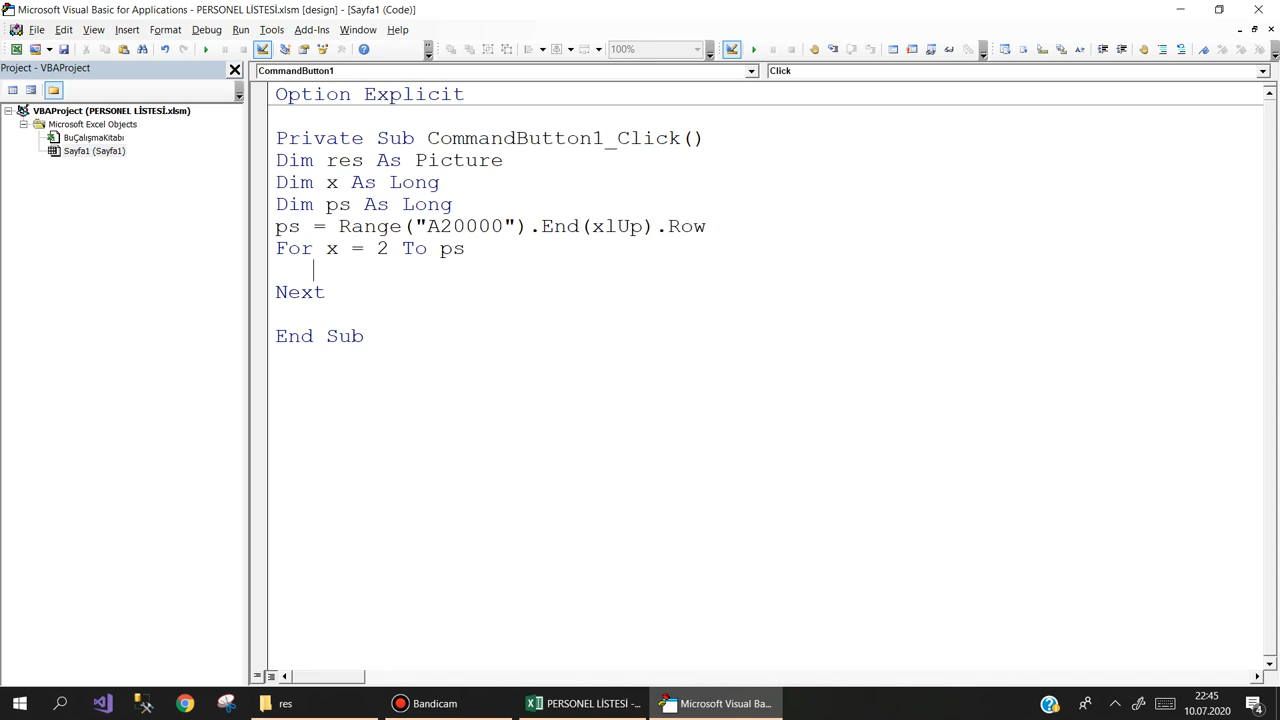 Microsoft Visual Basic for Applications - PERSONEL LİSTESİ.xlsm [design] - [Sayfa1 (Code)]
File Edit View Insert Format Debug Run Tools Add-Ins Window Help
100%
Project - VBAProject
CommandButton1
Click
VBAProject (PERSONEL LİSTESİ.xlsm)
Microsoft Excel Objects
BuÇalışmaKitabı
Sayfa1 (Sayfa1)
Option Explicit
Private Sub CommandButton1_Click()
Dim res As Picture
Dim x As Long
Dim ps As Long
ps = Range("A20000").End(xlUp).Row
For x = 2 To ps
Next
End Sub
res
Bandicam
PERSONEL LİSTESİ -...
Microsoft Visual Ba...
22:45
10.07.2020
4